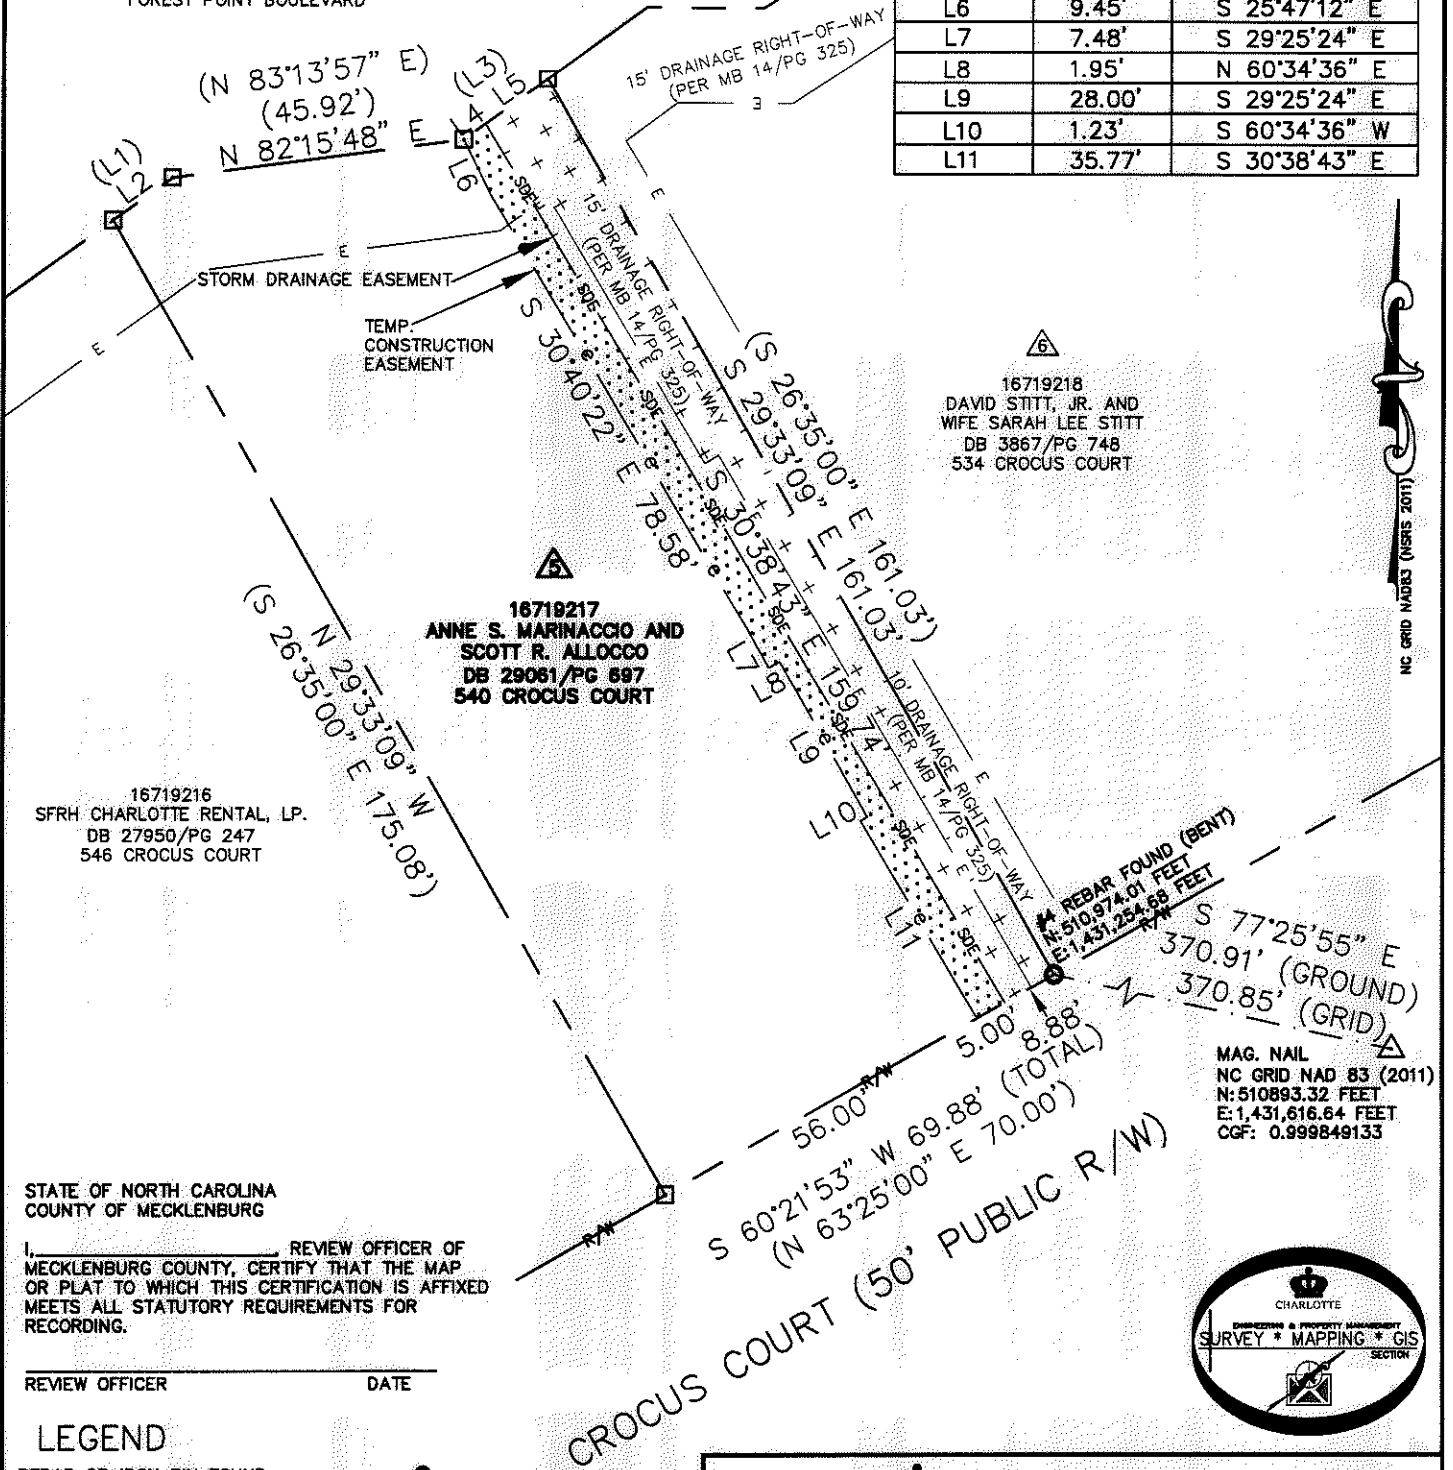 FOREST POINT BOULEVARD
L6 9.45' S 25°47'12" E
L7 7.48' S 29°25'24" E
L8 1.95' N 60°34'36" E
L9 28.00' S 29°25'24" E
L10 1.23' S 60°34'36" W
L11 35.77' S 30°38'43" E
15' DRAINAGE RIGHT-OF-WAY
(PER MB 14/PG 325)
(N 83°13'57" E)
(45.92')
N 82°15'48" E
(L1)
L2
(L3)
L4 L5
L6
E
E
E
E
SDE
15' DRAINAGE RIGHT-OF-WAY
(PER MB 14/PG 325)
STORM DRAINAGE EASEMENT
TEMP.
CONSTRUCTION
EASEMENT
S 30°40'22" E 78.58'
S 30°38'43" E 159.74'
S 29°33'09" E 161.03'
(S 26°35'00" E 161.03')
6
16719218
DAVID STITT, JR. AND
WIFE SARAH LEE STITT
DB 3867/PG 748
534 CROCUS COURT
NC GRID NAD83 (NSRS 2011)
5
16719217
ANNE S. MARINACCIO AND
SCOTT R. ALLOCCO
DB 29061/PG 697
540 CROCUS COURT
N 29°33'09" W
(S 26°35'00" E 175.08')
16719216
SFRH CHARLOTTE RENTAL, LP.
DB 27950/PG 247
546 CROCUS COURT
L7
L8
L9
L10
L11
SDE
SDE
SDE
SDE
SDE
SDE
SDE
10' DRAINAGE RIGHT-OF-WAY
(PER MB 14/PG 325)
#4 REBAR FOUND (BENT)
N:510,974.01 FEET
E:1,431,254.68 FEET
R/W
S 77°25'55" E
370.91' (GROUND)
370.85' (GRID)
MAG. NAIL
NC GRID NAD 83 (2011)
N:510893.32 FEET
E:1,431,616.64 FEET
CGF: 0.999849133
5.00'
8.88'
56.00'
R/W
S 60°21'53" W 69.88' (TOTAL)
(N 63°25'00" E 70.00')
R/W
CROCUS COURT (50' PUBLIC R/W)
STATE OF NORTH CAROLINA
COUNTY OF MECKLENBURG
I,____________________, REVIEW OFFICER OF
MECKLENBURG COUNTY, CERTIFY THAT THE MAP
OR PLAT TO WHICH THIS CERTIFICATION IS AFFIXED
MEETS ALL STATUTORY REQUIREMENTS FOR
RECORDING.
REVIEW OFFICER DATE
LEGEND
CHARLOTTE
ENGINEERING & PROPERTY MANAGEMENT
SURVEY * MAPPING * GIS
SECTION